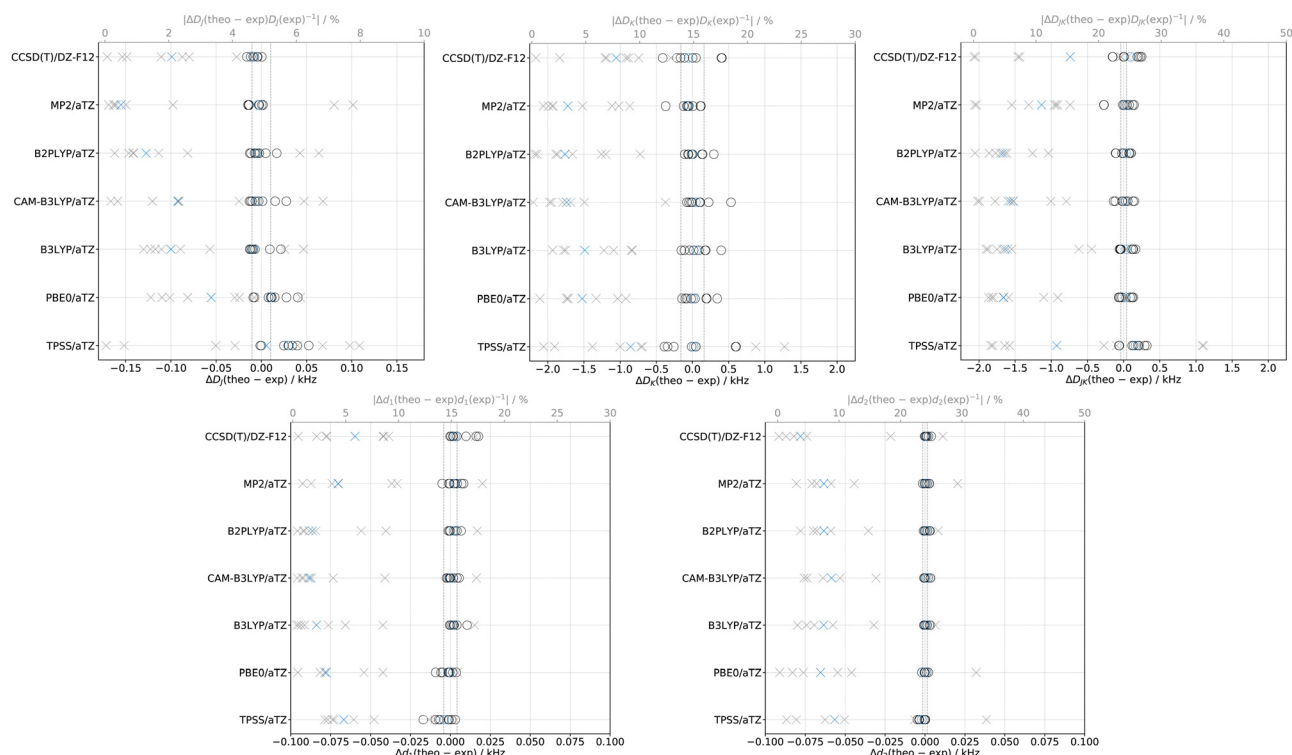 |ΔD_J(theo − exp)D_J(exp)⁻¹| / %
0 2 4 6 8 10
CCSD(T)/DZ-F12
MP2/aTZ
B2PLYP/aTZ
CAM-B3LYP/aTZ
B3LYP/aTZ
PBE0/aTZ
TPSS/aTZ
−0.15 −0.10 −0.05 0.00 0.05 0.10 0.15
ΔD_J(theo − exp) / kHz
|ΔD_K(theo − exp)D_K(exp)⁻¹| / %
0 5 10 15 20 25 30
CCSD(T)/DZ-F12
MP2/aTZ
B2PLYP/aTZ
CAM-B3LYP/aTZ
B3LYP/aTZ
PBE0/aTZ
TPSS/aTZ
−2.0 −1.5 −1.0 −0.5 0.0 0.5 1.0 1.5 2.0
ΔD_K(theo − exp) / kHz
|ΔD_JK(theo − exp)D_JK(exp)⁻¹| / %
0 10 20 30 40 50
CCSD(T)/DZ-F12
MP2/aTZ
B2PLYP/aTZ
CAM-B3LYP/aTZ
B3LYP/aTZ
PBE0/aTZ
TPSS/aTZ
−2.0 −1.5 −1.0 −0.5 0.0 0.5 1.0 1.5 2.0
ΔD_JK(theo − exp) / kHz
|Δd₁(theo − exp)d₁(exp)⁻¹| / %
0 5 10 15 20 25 30
CCSD(T)/DZ-F12
MP2/aTZ
B2PLYP/aTZ
CAM-B3LYP/aTZ
B3LYP/aTZ
PBE0/aTZ
TPSS/aTZ
−0.100 −0.075 −0.050 −0.025 0.000 0.025 0.050 0.075 0.100
Δd₁(theo − exp) / kHz
|Δd₂(theo − exp)d₂(exp)⁻¹| / %
0 10 20 30 40 50
CCSD(T)/DZ-F12
MP2/aTZ
B2PLYP/aTZ
CAM-B3LYP/aTZ
B3LYP/aTZ
PBE0/aTZ
TPSS/aTZ
−0.100 −0.075 −0.050 −0.025 0.000 0.025 0.050 0.075 0.100
Δd₂(theo − exp) / kHz